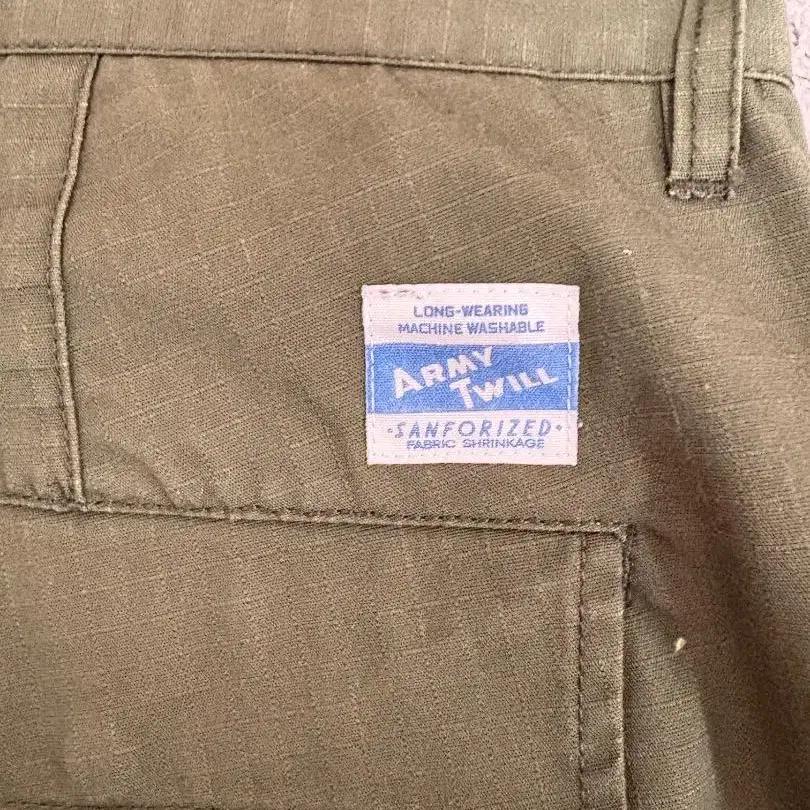 LONG-WEARING
MACHINE WASHABLE
ARMY
TWILL
·SANFORIZED·
FABRIC SHRINKAGE